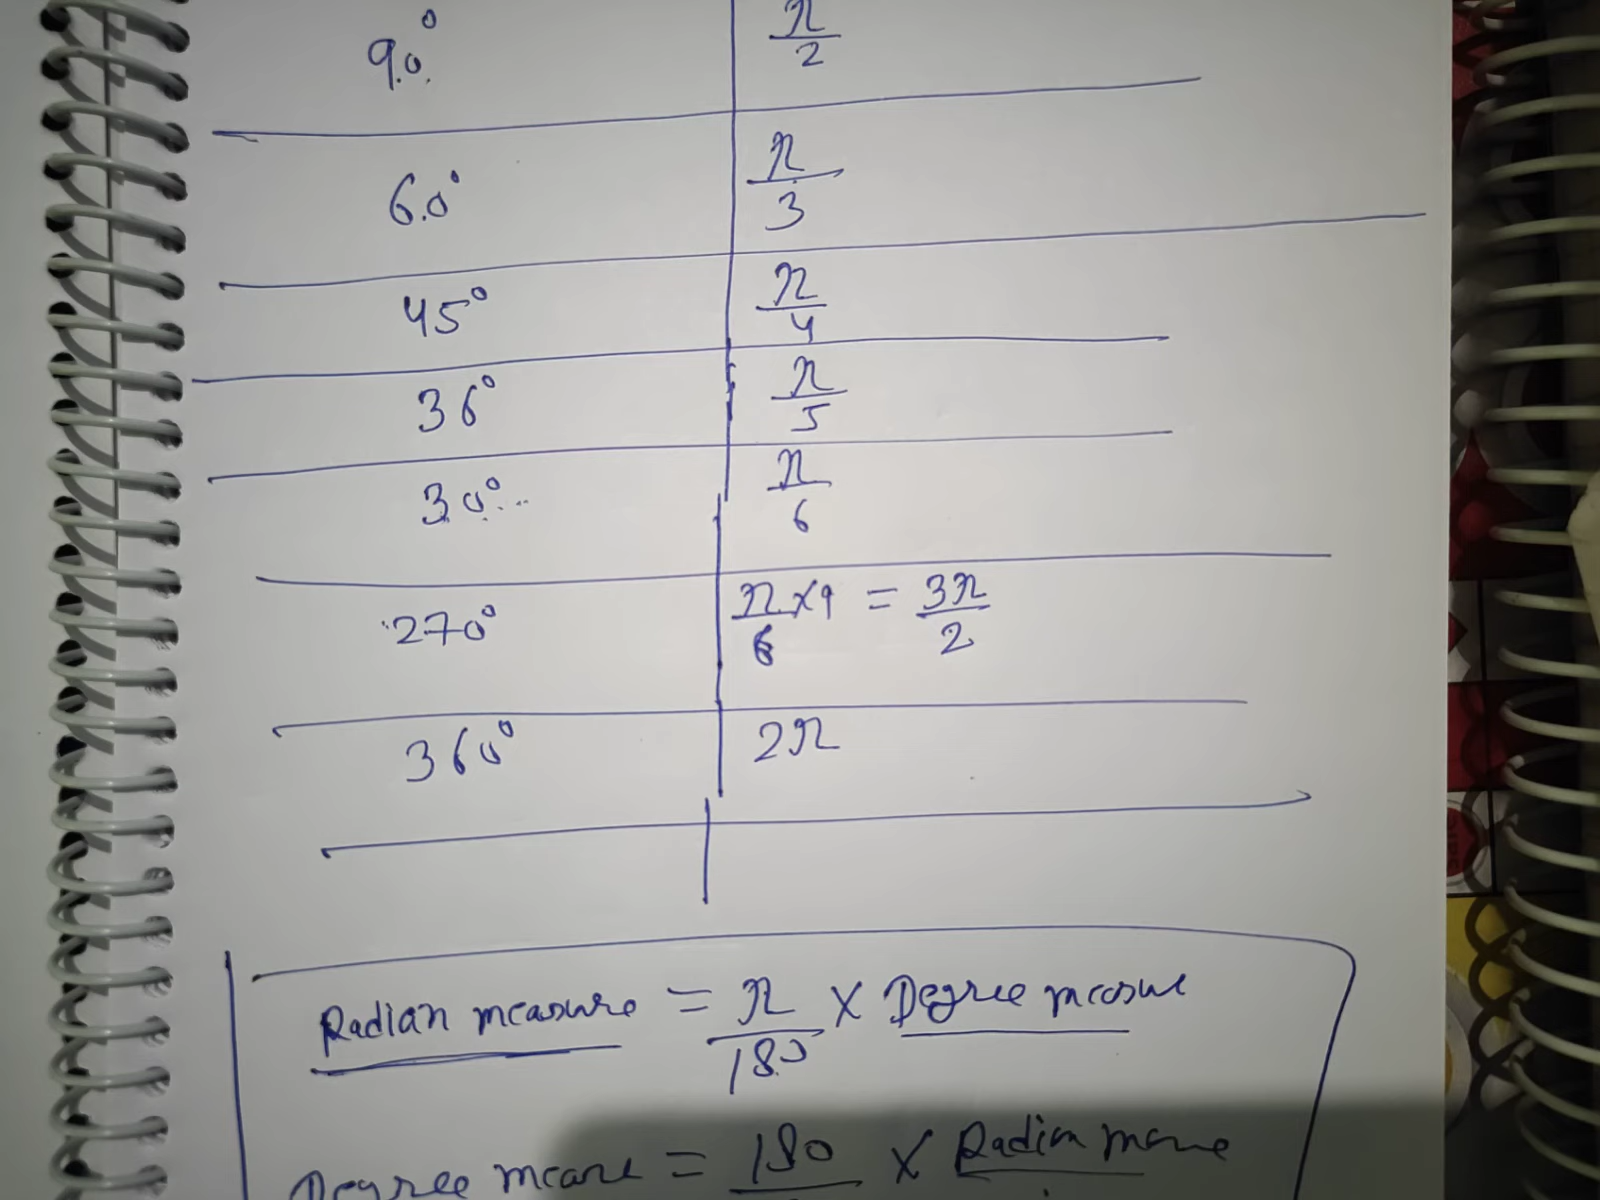 90° π/2
60° π/3
45° π/4
36° π/5
30° π/6
270° π/6 × 9 = 3π/2
360° 2π
Radian measure = π/180 × Degree measure
Degree measure = 180 × Radian measure